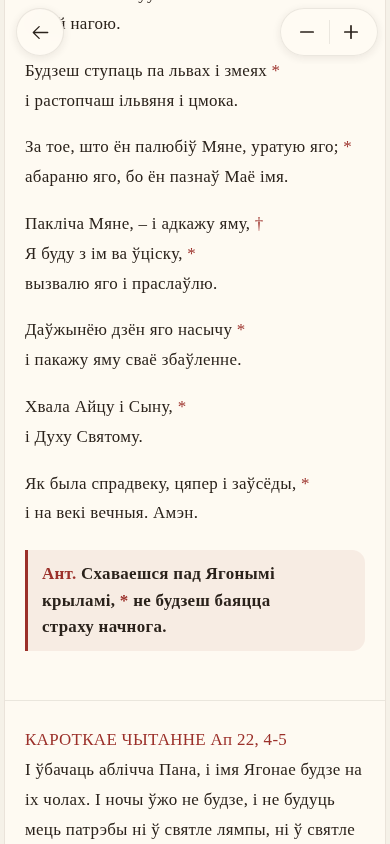 нагою.
Будзеш ступаць па львах і змеях *
і растопчаш ільвяня і цмока.
За тое, што ён палюбіў Мяне, уратую яго; *
абараню яго, бо ён пазнаў Маё імя.
Пакліча Мяне, – і адкажу яму, †
Я буду з ім ва ўціску, *
вызвалю яго і праслаўлю.
Даўжынёю дзён яго насычу *
і пакажу яму сваё збаўленне.
Хвала Айцу і Сыну, *
і Духу Святому.
Як была спрадвеку, цяпер і заўсёды, *
і на векі вечныя. Амэн.
Ант. Схаваешся пад Ягонымі
крыламі, * не будзеш баяцца
страху начнога.
КАРОТКАЕ ЧЫТАННЕ Ап 22, 4-5
І ўбачаць аблічча Пана, і імя Ягонае будзе на
іх чолах. І ночы ўжо не будзе, і не будуць
мець патрэбы ні ў святле лямпы, ні ў святле